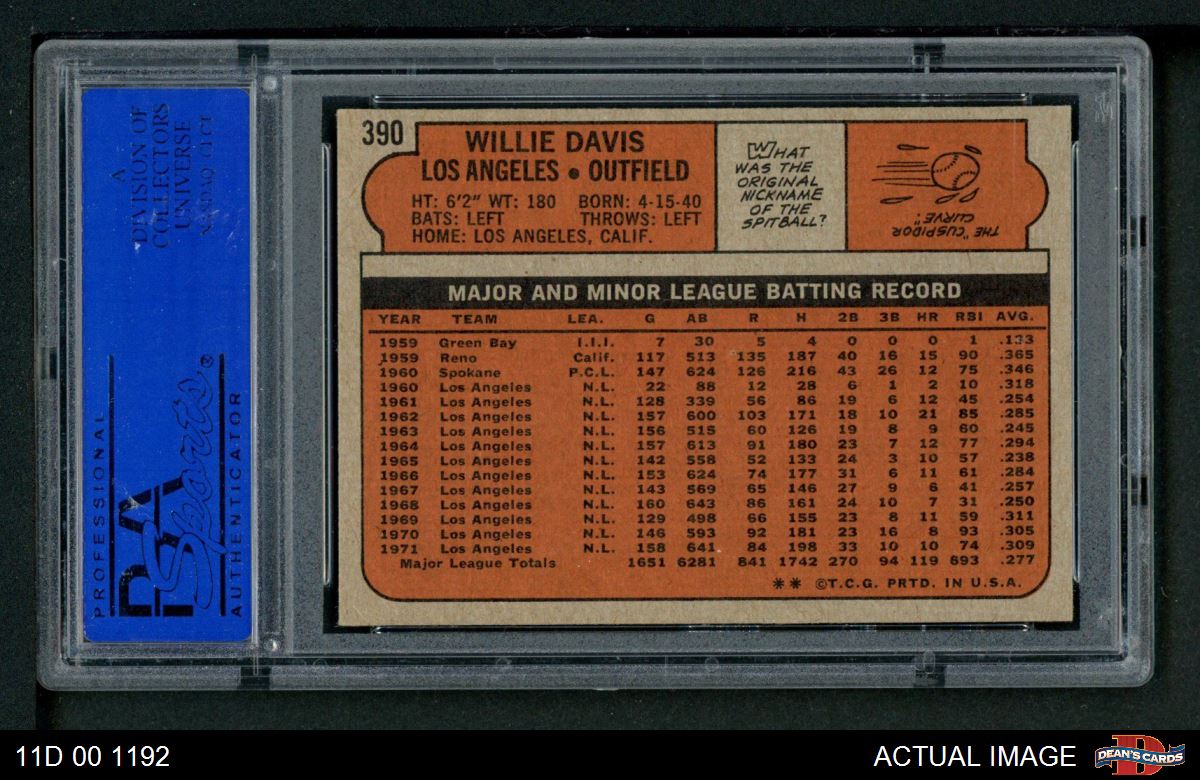 A
DIVISION OF
COLLECTORS
UNIVERSE
NASDAQ: CLCT
PROFESSIONAL
PSA
Sports®
AUTHENTICATOR
390
WILLIE DAVIS
LOS ANGELES • OUTFIELD
HT: 6'2" WT: 180 BORN: 4-15-40
BATS: LEFT THROWS: LEFT
HOME: LOS ANGELES, CALIF.
WHAT
WAS THE
ORIGINAL
NICKNAME
OF THE
SPITBALL?
THE "CUSPIDOR
CURVE".
MAJOR AND MINOR LEAGUE BATTING RECORD
YEAR TEAM LEA. G AB R H 2B 3B HR RBI AVG.
1959 Green Bay I.I.I. 7 30 5 4 0 0 0 1 .133
1959 Reno Calif. 117 513 135 187 40 16 15 90 .365
1960 Spokane P.C.L. 147 624 126 216 43 26 12 75 .346
1960 Los Angeles N.L. 22 88 12 28 6 1 2 10 .318
1961 Los Angeles N.L. 128 339 56 86 19 6 12 45 .254
1962 Los Angeles N.L. 157 600 103 171 18 10 21 85 .285
1963 Los Angeles N.L. 156 515 60 126 19 8 9 60 .245
1964 Los Angeles N.L. 157 613 91 180 23 7 12 77 .294
1965 Los Angeles N.L. 142 558 52 133 24 3 10 57 .238
1966 Los Angeles N.L. 153 624 74 177 31 6 11 61 .284
1967 Los Angeles N.L. 143 569 65 146 27 9 6 41 .257
1968 Los Angeles N.L. 160 643 86 161 24 10 7 31 .250
1969 Los Angeles N.L. 129 498 66 155 23 8 11 59 .311
1970 Los Angeles N.L. 146 593 92 181 23 16 8 93 .305
1971 Los Angeles N.L. 158 641 84 198 33 10 10 74 .309
Major League Totals 1651 6281 841 1742 270 94 119 693 .277
** ©T.C.G. PRTD. IN U.S.A.
11D 00 1192
ACTUAL IMAGE
DEAN'S CARDS